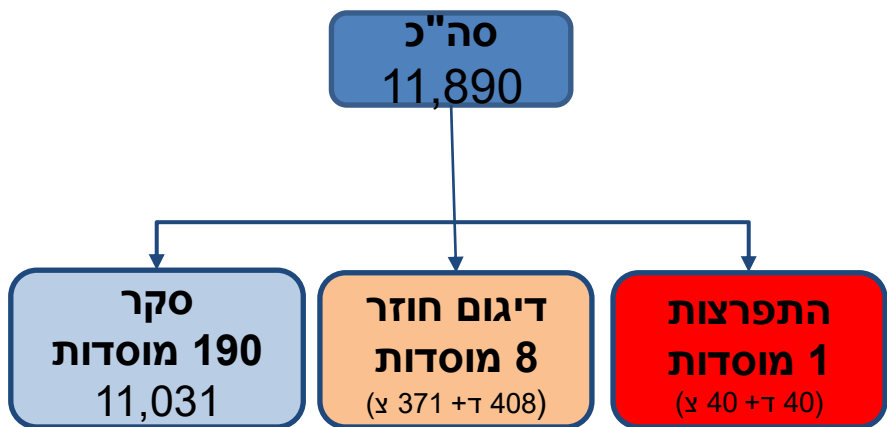 סה"כ
11,890
סקר
190 מוסדות
11,031
דיגום חוזר
8 מוסדות
(408 ד+ 371 צ)
התפרצות
1 מוסדות
(40 ד+ 40 צ)